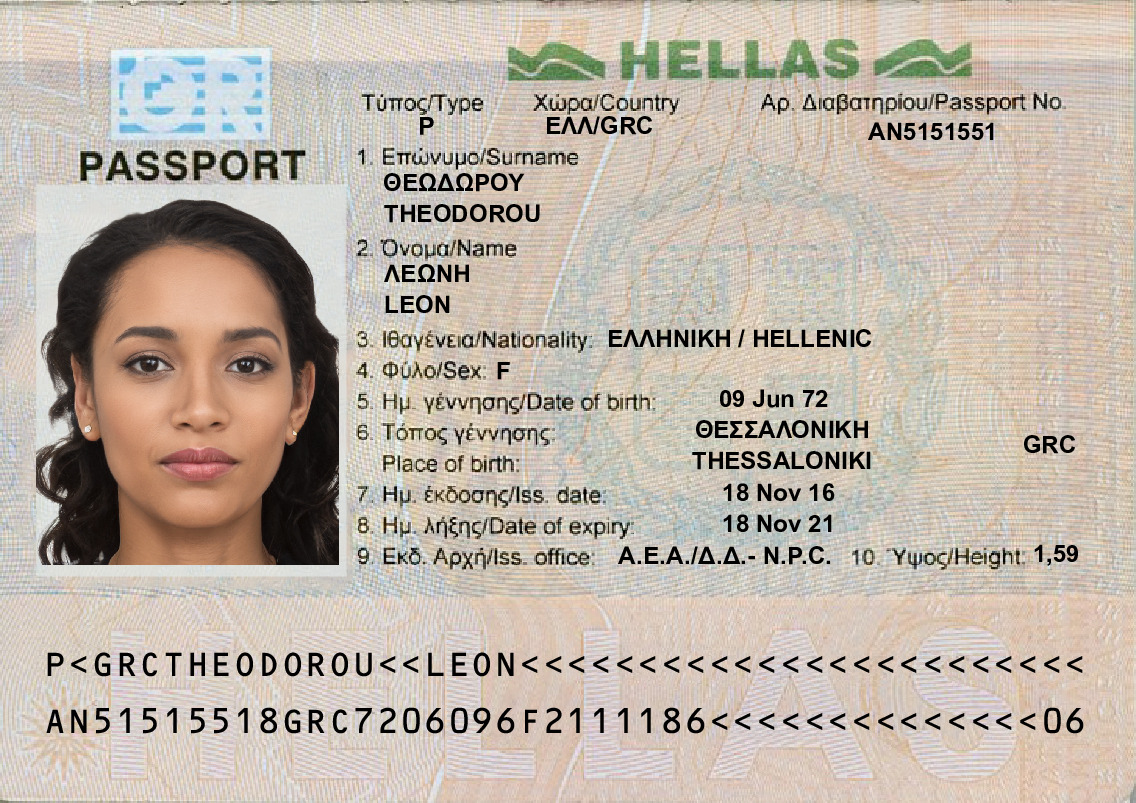 GR
HELLAS
PASSPORT
Τύπος/Type Χώρα/Country Αρ. Διαβατηρίου/Passport No.
P ΕΛΛ/GRC AN5151551
1. Επώνυμο/Surname
ΘΕΩΔΩΡΟΥ
THEODOROU
2. Όνομα/Name
ΛΕΩΝΗ
LEON
3. Ιθαγένεια/Nationality: ΕΛΛΗΝΙΚΗ / HELLENIC
4. Φύλο/Sex: F
5. Ημ. γέννησης/Date of birth: 09 Jun 72
6. Τόπος γέννησης: ΘΕΣΣΑΛΟΝΙΚΗ
Place of birth: THESSALONIKI GRC
7. Ημ. έκδοσης/Iss. date: 18 Nov 16
8. Ημ. λήξης/Date of expiry: 18 Nov 21
9. Εκδ. Αρχή/Iss. office: Α.Ε.Α./Δ.Δ.- N.P.C. 10. Ύψος/Height: 1,59
HELLAS
P<GRCTHEODOROU<<LEON<<<<<<<<<<<<<<<<<<<<<<<<
AN51515518GRC7206096F2111186<<<<<<<<<<<<<<06